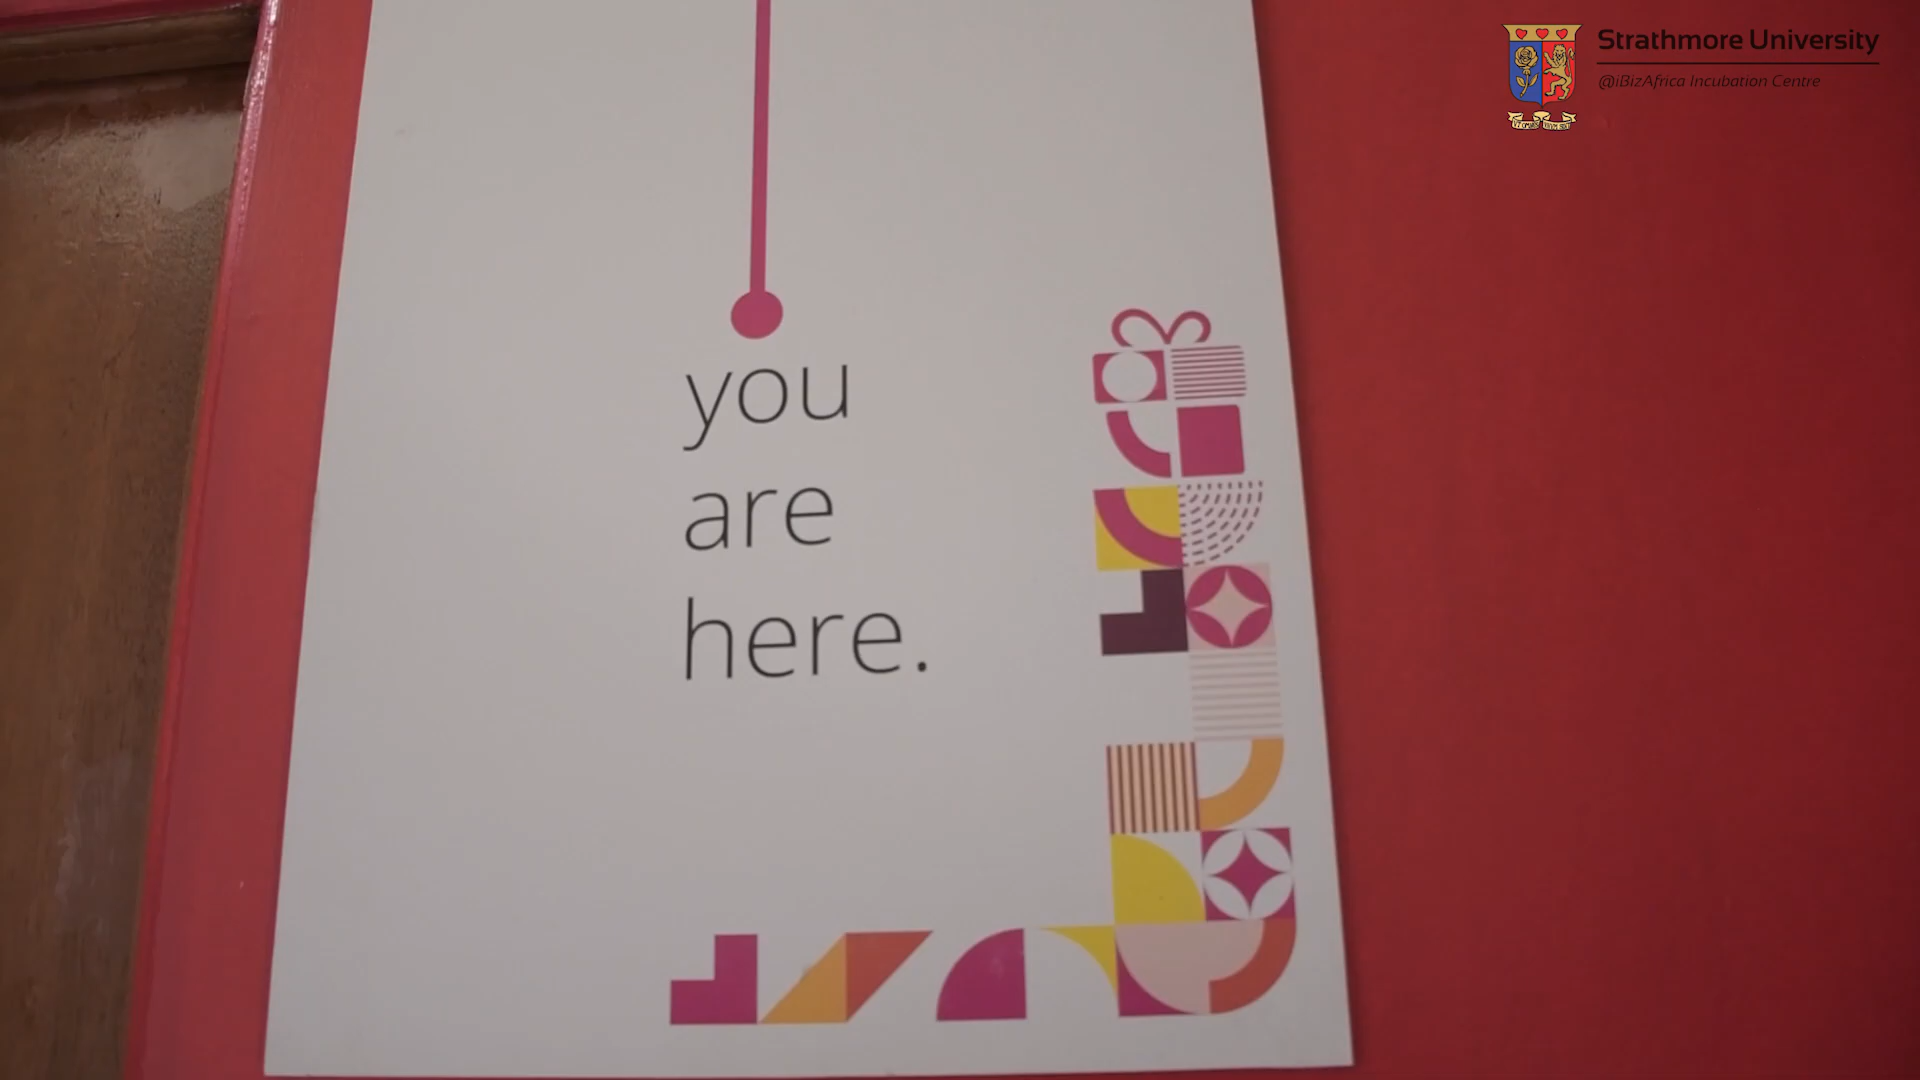 Strathmore University
@iBizAfrica Incubation Centre
you
are
here.